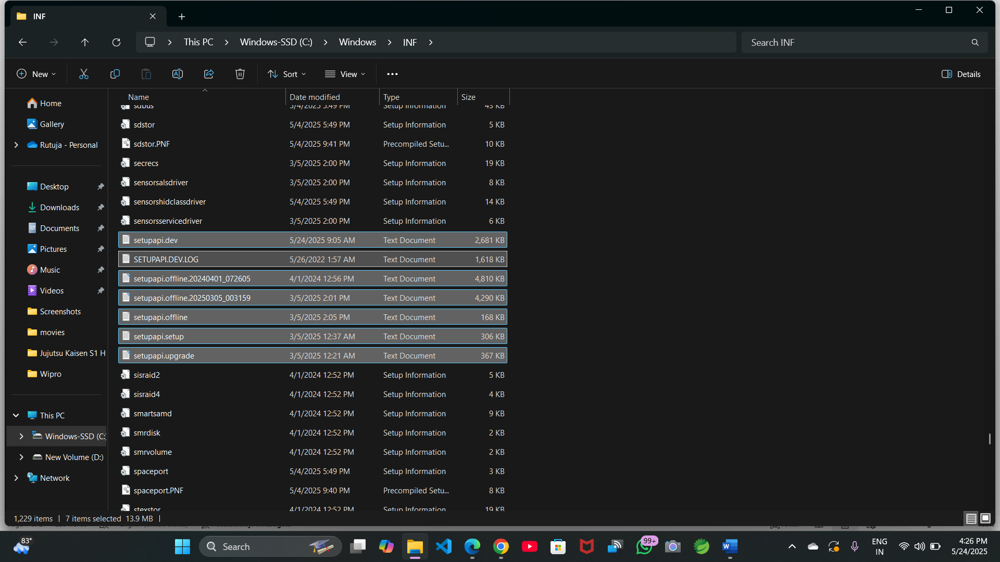 INF
This PC
Windows-SSD (C:)
Windows
INF
Search INF
New
Sort
View
Details
Name
Date modified
Type
Size
Home
Gallery
Rutuja - Personal
Desktop
Downloads
Documents
Pictures
Music
Videos
Screenshots
movies
Jujutsu Kaisen S1 H
Wipro
This PC
Windows-SSD (C:)
New Volume (D:)
Network
sdbus 5/4/2025 5:49 PM Setup Information 43 KB
sdstor 5/4/2025 5:49 PM Setup Information 5 KB
sdstor.PNF 5/4/2025 9:41 PM Precompiled Setu... 10 KB
secrecs 3/5/2025 2:00 PM Setup Information 19 KB
sensorsalsdriver 3/5/2025 2:00 PM Setup Information 8 KB
sensorshidclassdriver 5/4/2025 5:49 PM Setup Information 14 KB
sensorsservicedriver 3/5/2025 2:00 PM Setup Information 6 KB
setupapi.dev 5/24/2025 9:05 AM Text Document 2,681 KB
SETUPAPI.DEV.LOG 5/26/2022 1:57 AM Text Document 1,618 KB
setupapi.offline.20240401_072605 4/1/2024 12:56 PM Text Document 4,810 KB
setupapi.offline.20250305_003159 3/5/2025 2:01 PM Text Document 4,290 KB
setupapi.offline 3/5/2025 2:05 PM Text Document 168 KB
setupapi.setup 3/5/2025 12:37 AM Text Document 306 KB
setupapi.upgrade 3/5/2025 12:21 AM Text Document 367 KB
sisraid2 4/1/2024 12:52 PM Setup Information 5 KB
sisraid4 4/1/2024 12:52 PM Setup Information 4 KB
smartsamd 4/1/2024 12:52 PM Setup Information 9 KB
smrdisk 4/1/2024 12:52 PM Setup Information 2 KB
smrvolume 4/1/2024 12:52 PM Setup Information 2 KB
spaceport 5/4/2025 5:49 PM Setup Information 3 KB
spaceport.PNF 5/4/2025 9:40 PM Precompiled Setu... 8 KB
stexstor 4/1/2024 12:52 PM Setup Information 19 KB
1,229 items
7 items selected 13.9 MB
83°
Search
99+
ENG
IN
4:26 PM
5/24/2025